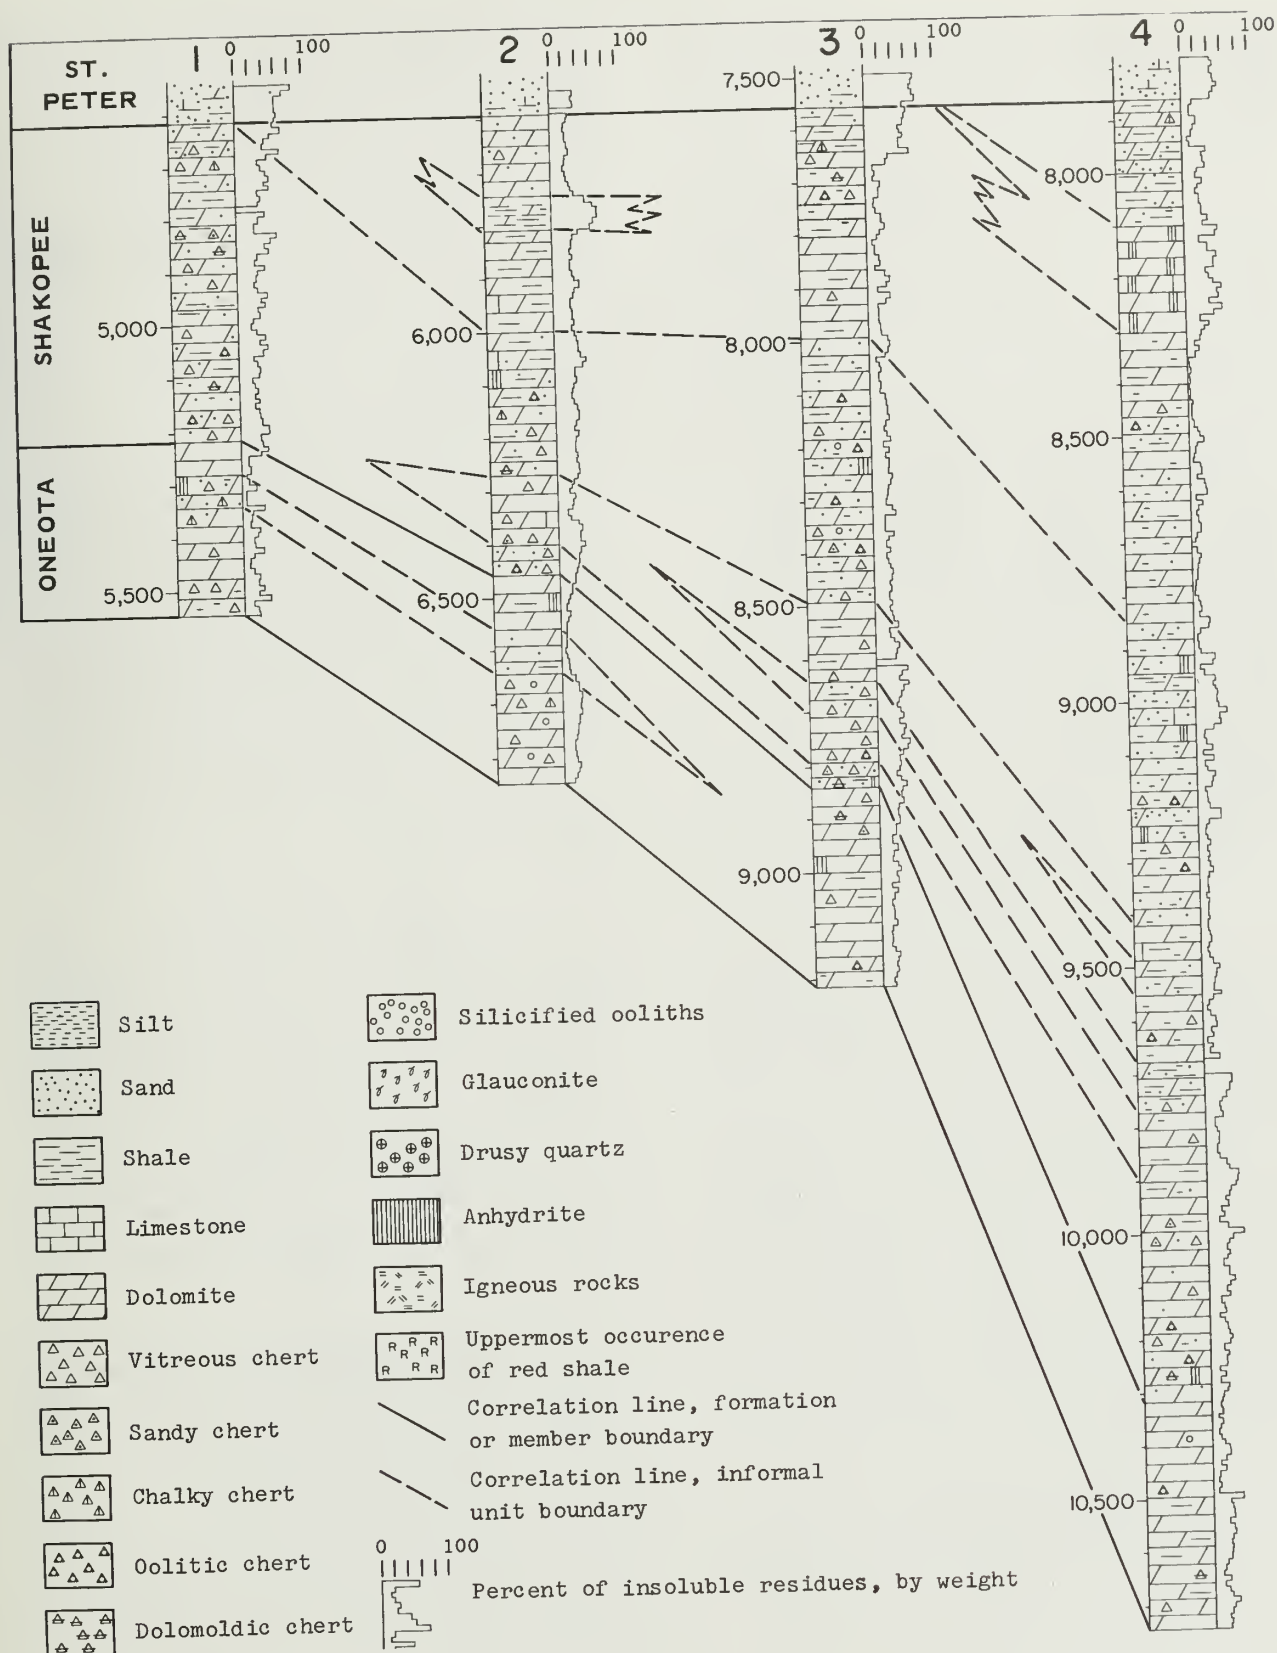 1
0 100
2
0 100
3
0 100
4
0 100
ST.
PETER
7,500
SHAKOPEE
8,000
5,000
6,000
8,000
8,500
ONEOTA
5,500
6,500
8,500
9,000
9,000
9,500
10,000
10,500
Silt
Sand
Shale
Limestone
Dolomite
Vitreous chert
Sandy chert
Chalky chert
Oolitic chert
Dolomoldic chert
Silicified ooliths
Glauconite
Drusy quartz
Anhydrite
Igneous rocks
R R R R R R R R R
Uppermost occurence
of red shale
Correlation line, formation
or member boundary
Correlation line, informal
unit boundary
0 100
Percent of insoluble residues, by weight